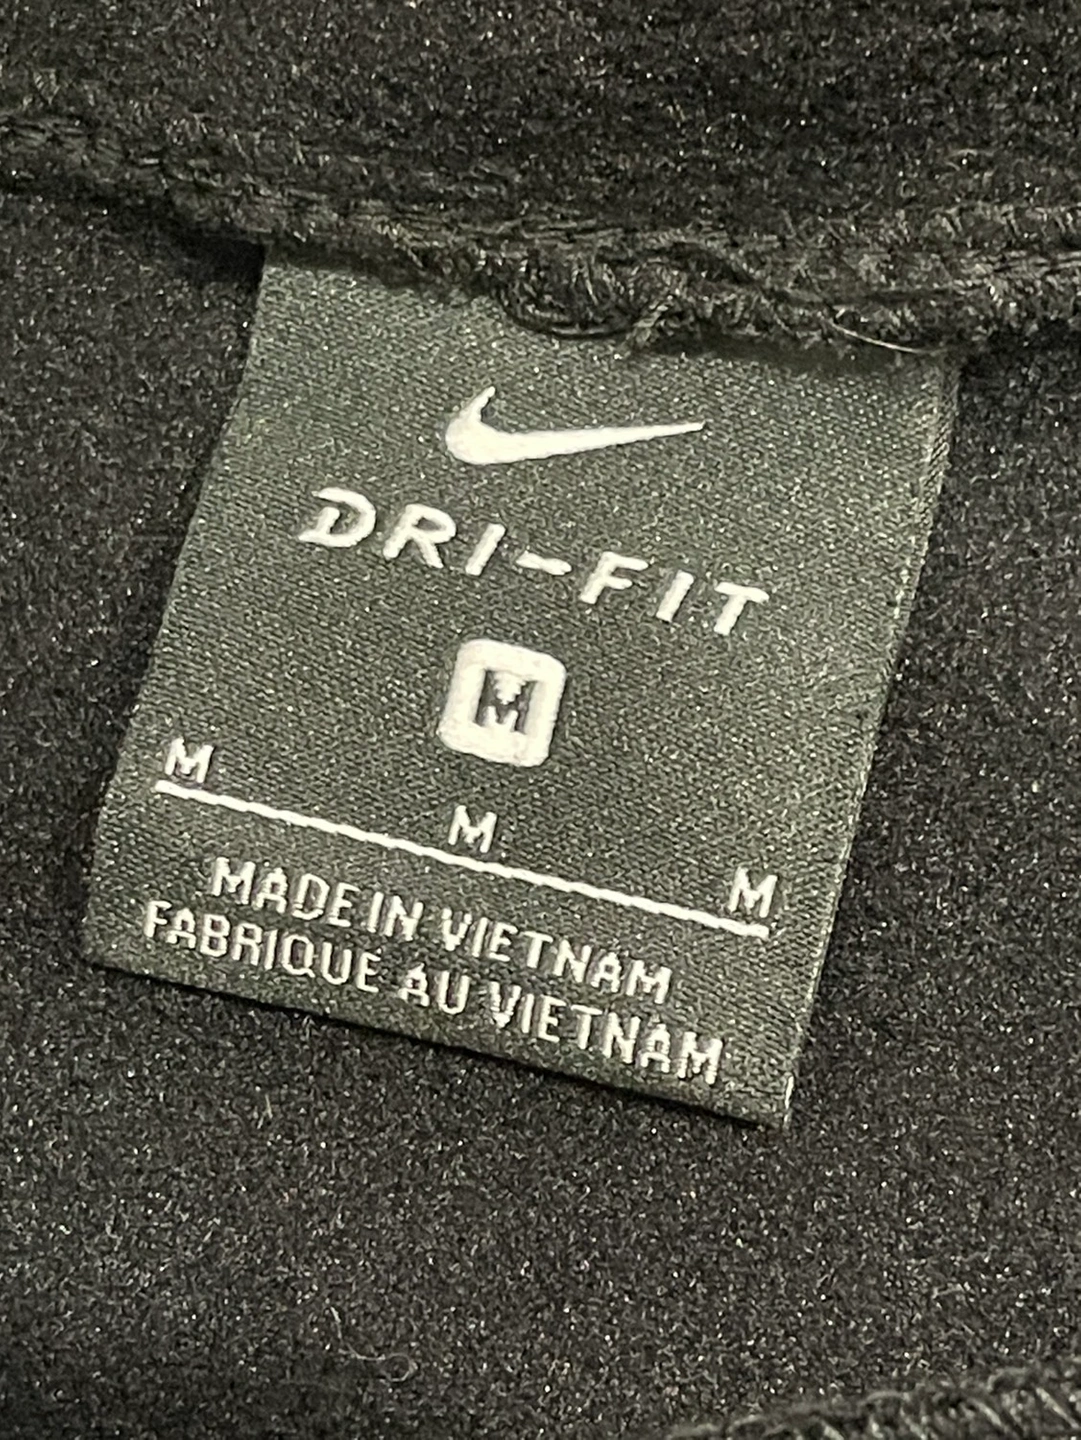 DRI-FIT
M
M M M
MADE IN VIETNAM
FABRIQUE AU VIETNAM